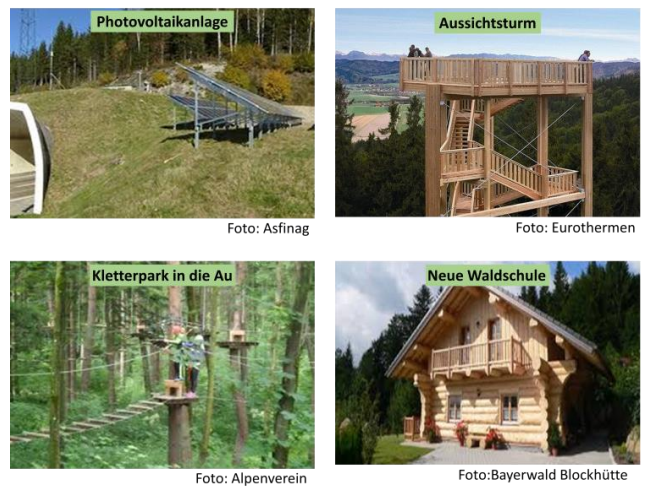 Photovoltaikanlage
Aussichtsturm
Foto: Asfinag
Foto: Eurothermen
Kletterpark in die Au
Neue Waldschule
Foto: Alpenverein
Foto:Bayerwald Blockhütte